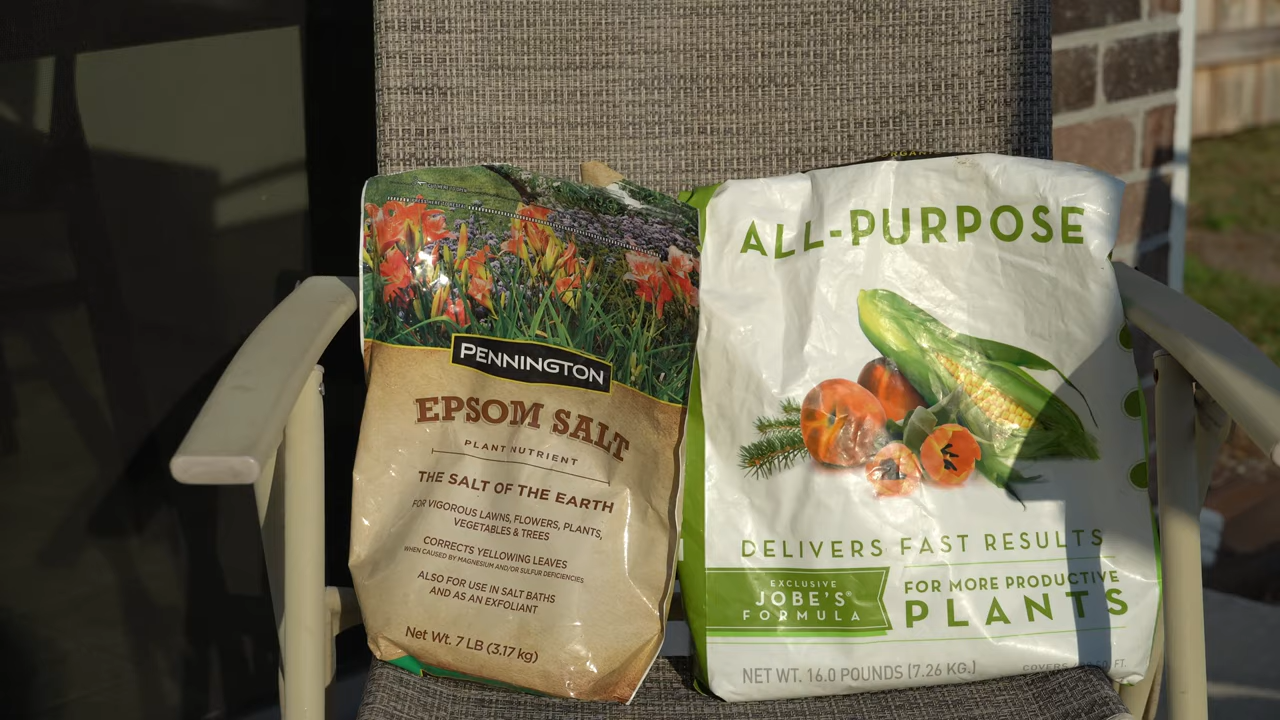 PENNINGTON
EPSOM SALT
PLANT NUTRIENT
THE SALT OF THE EARTH
FOR VIGOROUS LAWNS, FLOWERS, PLANTS,
VEGETABLES & TREES
CORRECTS YELLOWING LEAVES
WHEN CAUSED BY MAGNESIUM AND/OR SULFUR DEFICIENCIES
ALSO FOR USE IN SALT BATHS
AND AS AN EXFOLIANT
Net Wt. 7 LB (3.17 kg)
ALL-PURPOSE
DELIVERS FAST RESULTS
EXCLUSIVE
JOBE'S®
FORMULA
FOR MORE PRODUCTIVE
PLANTS
NET WT. 16.0 POUNDS (7.26 KG.)
COVERS FT.